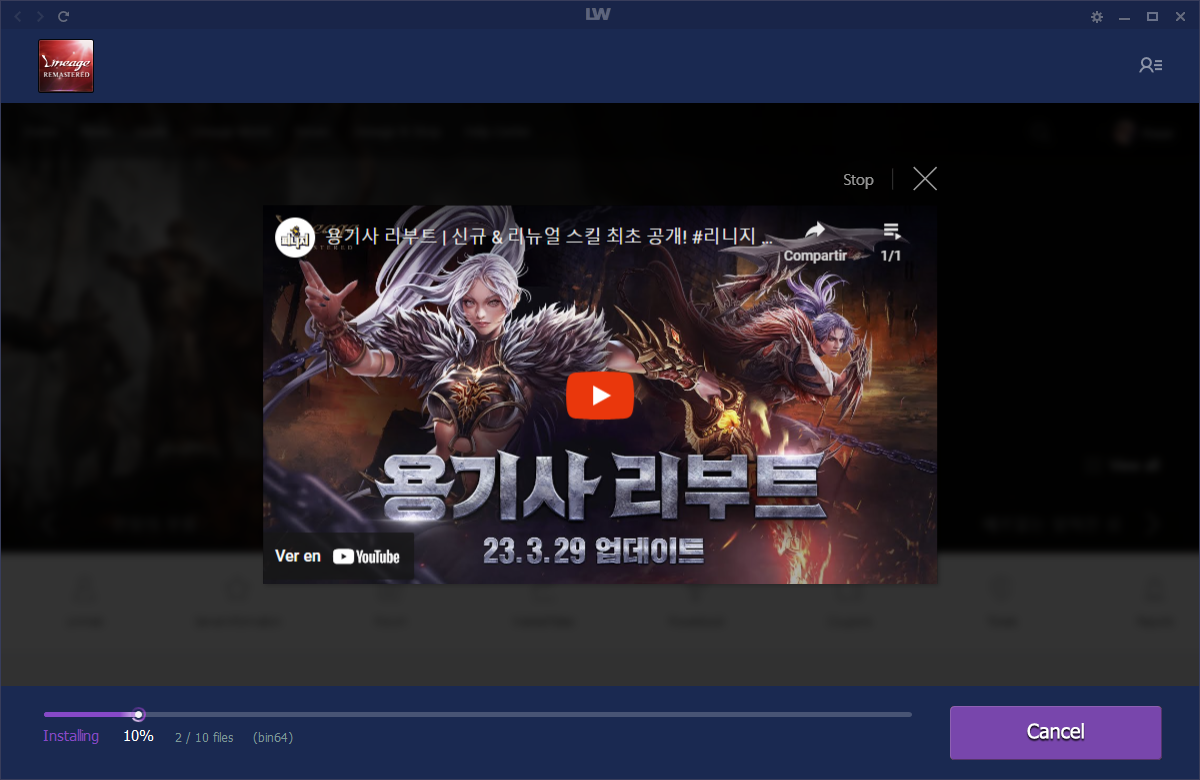 LW
Lineage
REMASTERED
Stop
용기사 리부트 | 신규 & 리뉴얼 스킬 최초 공개! #리니지 ...
Compartir
1/1
용기사 리부트
23.3.29 업데이트
Ver en YouTube
Installing 10% 2 / 10 files (bin64)
Cancel